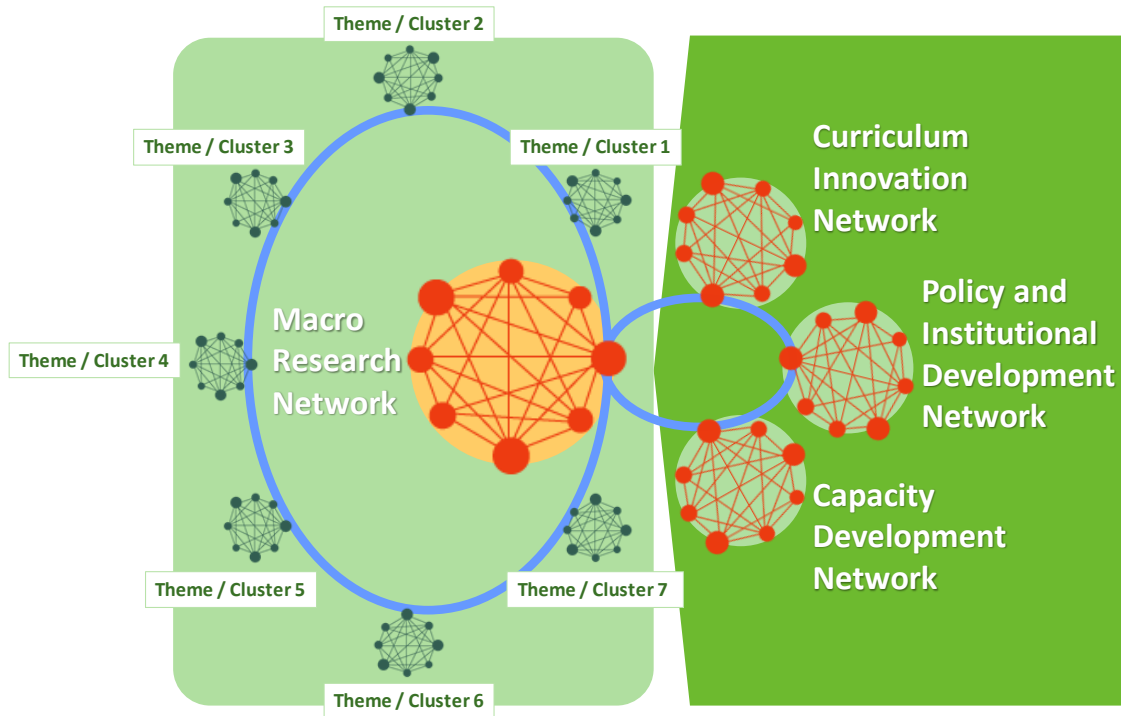 Theme / Cluster 2
Theme / Cluster 3
Theme / Cluster 1
Theme / Cluster 4
Macro
Research
Network
Theme / Cluster 5
Theme / Cluster 7
Theme / Cluster 6
Curriculum
Innovation
Network
Policy and
Institutional
Development
Network
Capacity
Development
Network